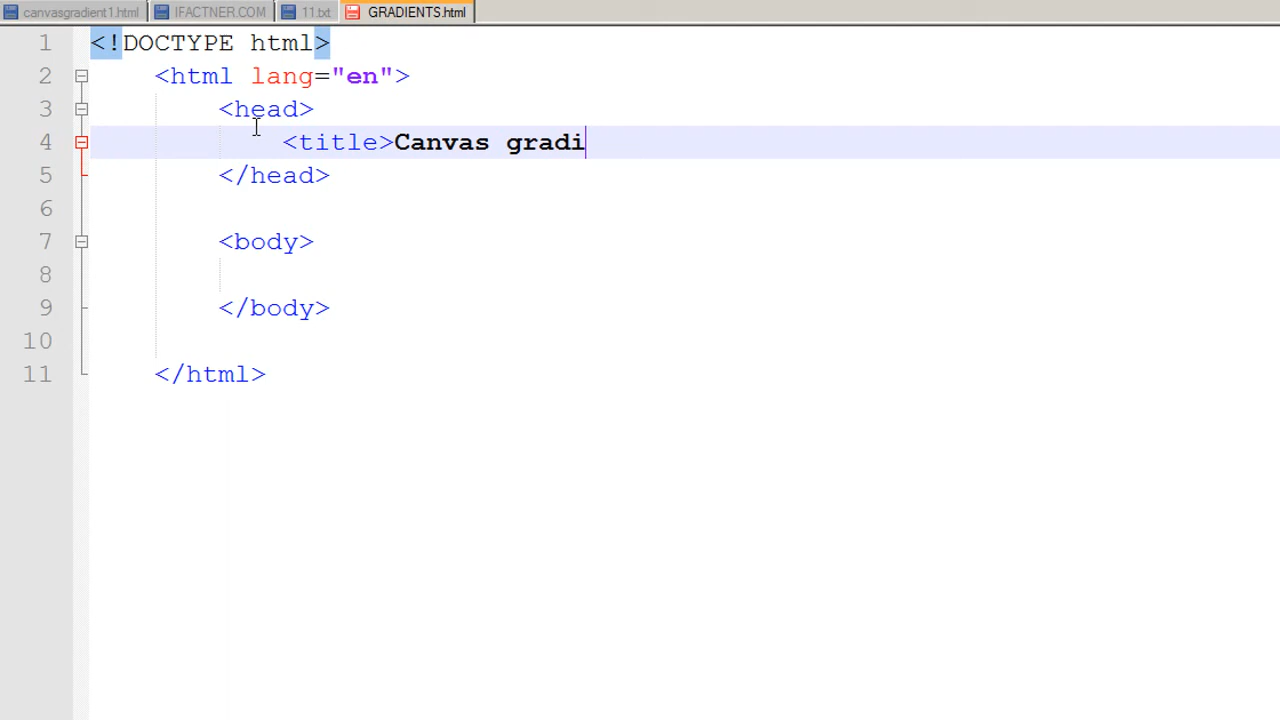 canvasgradient1.html IFACTNER.COM 11.txt GRADIENTS.html
1 <!DOCTYPE html>
2 <html lang="en">
3 <head>
4 <title>Canvas gradi
5 </head>
6
7 <body>
8
9 </body>
10
11 </html>